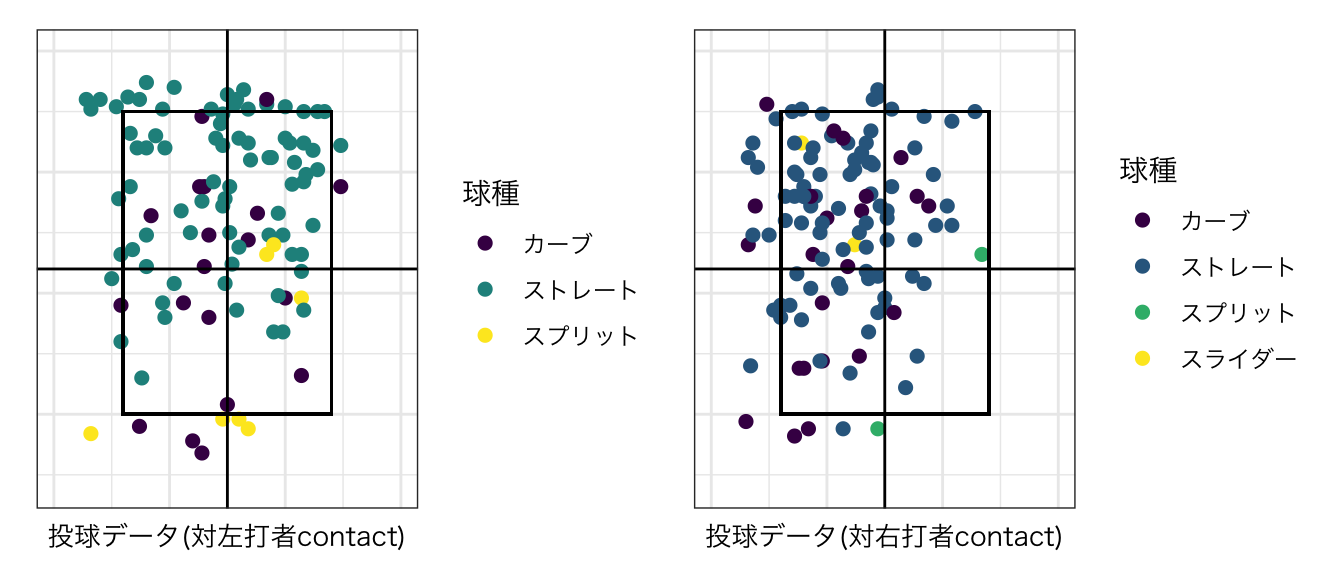 球種
カーブ
ストレート
スプリット
投球データ(対左打者contact)
球種
カーブ
ストレート
スプリット
スライダー
投球データ(対右打者contact)